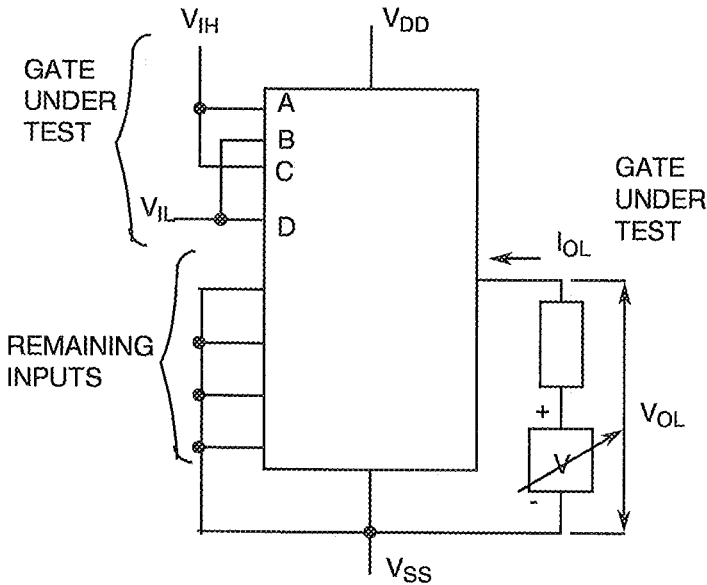 V_IH
V_DD
GATE
UNDER
TEST
A
B
C
V_IL
D
GATE
UNDER
TEST
I_OL
REMAINING
INPUTS
+
V
-
V_OL
V_SS